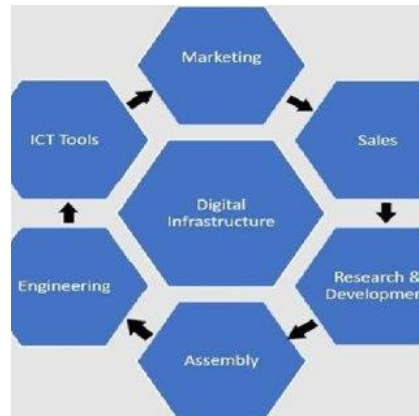 Marketing
ICT Tools
Sales
Digital
Infrastructure
Engineering
Research &
Developmen
Assembly